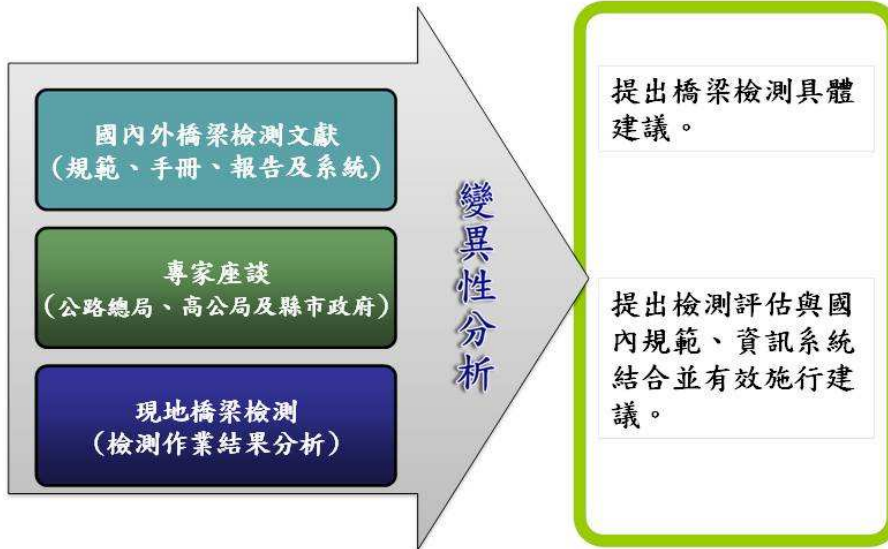 國內外橋梁檢測文獻
(規範、手冊、報告及系統)
專家座談
(公路總局、高公局及縣市政府)
現地橋梁檢測
(檢測作業結果分析)
變異性分析
提出橋梁檢測具體
建議。
提出檢測評估與國
內規範、資訊系統
結合並有效施行建
議。